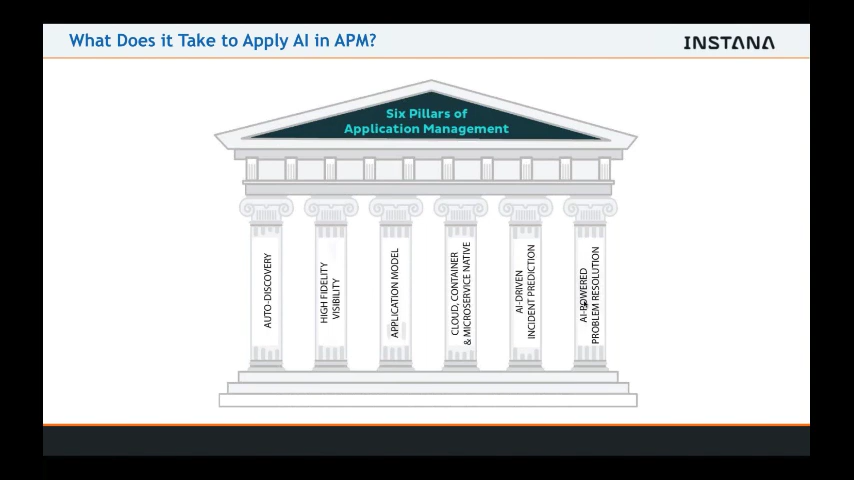 What Does it Take to Apply AI in APM?
INSTANA
Six Pillars of
Application Management
AUTO-DISCOVERY
HIGH FIDELITY
VISIBILITY
APPLICATION MODEL
CLOUD, CONTAINER
& MICROSERVICE NATIVE
AI-DRIVEN
INCIDENT PREDICTION
AI-POWERED
PROBLEM RESOLUTION